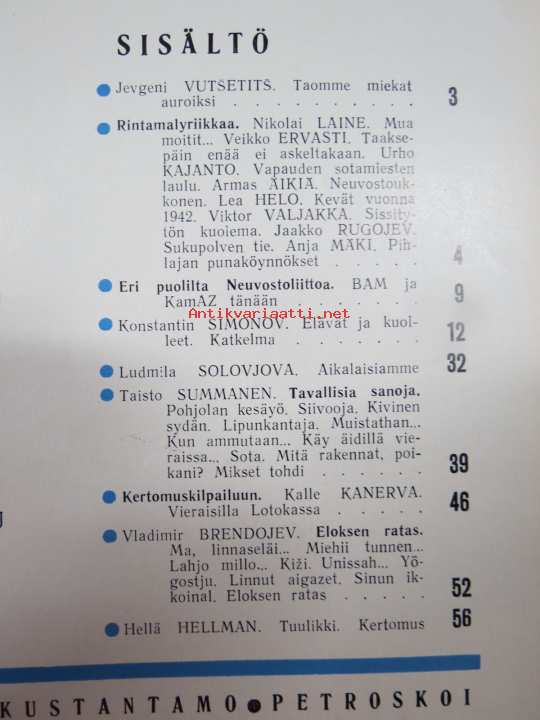 SISÄLTÖ
Jevgeni VUTŠETITŠ. Taomme miekat
auroiksi . . . . . . . . . . 3
Rintamalyriikkaa. Nikolai LAINE. Mua
moitit... Veikko ERVASTI. Taakse-
päin enää ei askeltakaan. Urho
KAJANTO. Vapauden sotamiesten
laulu. Armas ÄIKIÄ. Neuvostouk-
konen. Lea HELO. Kevät vuonna
1942. Viktor VALJAKKA. Sissity-
tön kuolema. Jaakko RUGOJEV.
Sukupolven tie. Anja MÄKI. Pih-
lajan punaköynnökset . . . . . 4
Eri puolilta Neuvostoliittoa. BAM ja
KamAZ tänään . . . . . . . 9
Antikvariaatti.net
Konstantin SIMONOV. Elävät ja kuol-
leet. Katkelma . . . . . . . 12
Ludmila SOLOVJOVA. Aikalaisiamme 32
Taisto SUMMANEN. Tavallisia sanoja.
Pohjolan kesäyö. Siivooja. Kivinen
sydän. Lipunkantaja. Muistathan...
Kun ammutaan... Käy äidillä vie-
raissa... Sota. Mitä rakennat, poi-
kani? Mikset tohdi . . . . . . 39
Kertomuskilpailuun. Kalle KANERVA.
Vieraisilla Lotokassa . . . . . . 46
Vladimir BRENDOJEV. Eloksen ratas.
Ma, linnaseläi... Miehii tunnen...
Lahjo millo... Kiži. Unissah... Yö-
gostju. Linnut aigazet. Sinun ik-
koinal. Eloksen ratas . . . . . 52
Hellä HELLMAN. Tuulikki. Kertomus 56
KUSTANTAMO • PETROSKOI